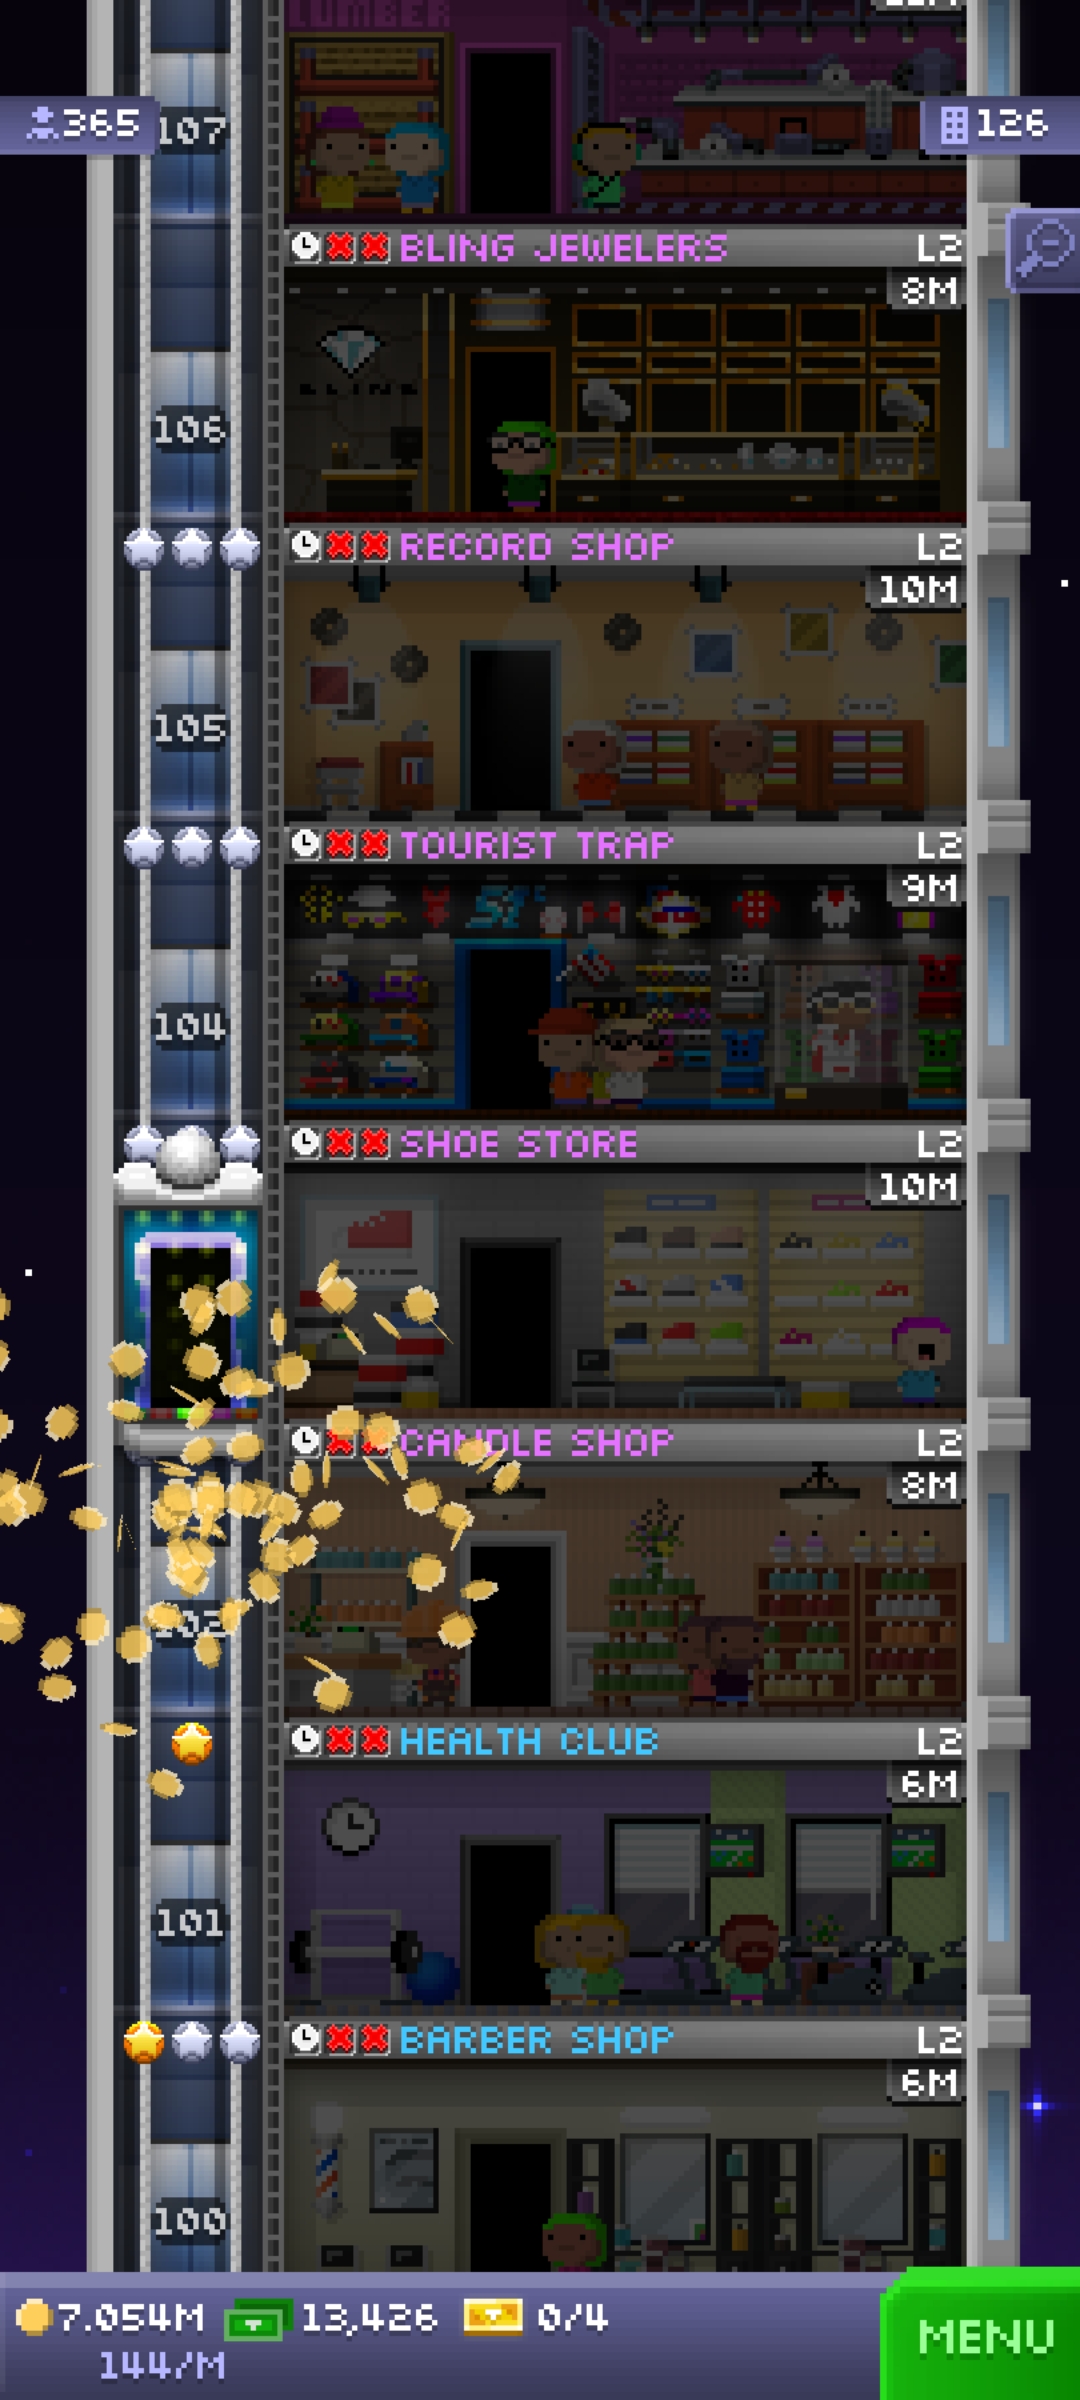 LUMBER
365
107
126
BLING JEWELERS L2
8M
BLING
106
RECORD SHOP L2
10M
105
TOURIST TRAP L2
9M
104
SHOE STORE L2
10M
CANDLE SHOP L2
8M
102
HEALTH CLUB L2
6M
101
BARBER SHOP L2
6M
100
7.054M 13,426 0/4
144/M
MENU